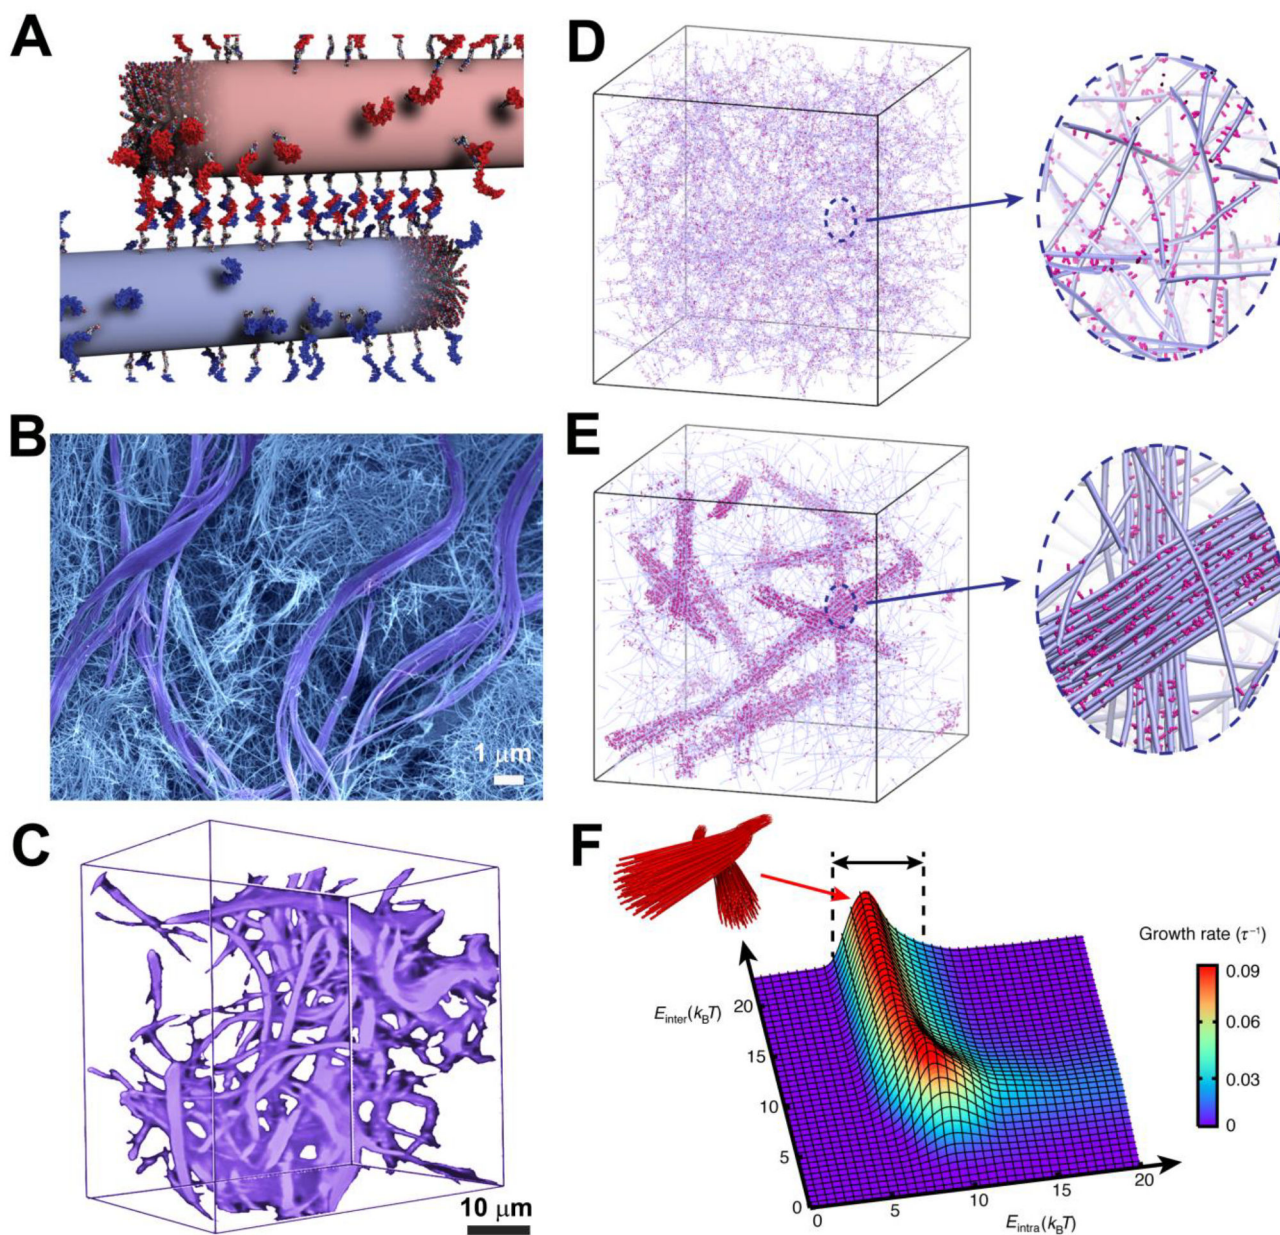 A
B
1 μm
C
10 μm
D
E
F
Growth rate (τ⁻¹)
0.09
0.06
0.03
0
E_inter(k_BT)
20
15
10
5
0
0
5
10
15
20
E_intra(k_BT)